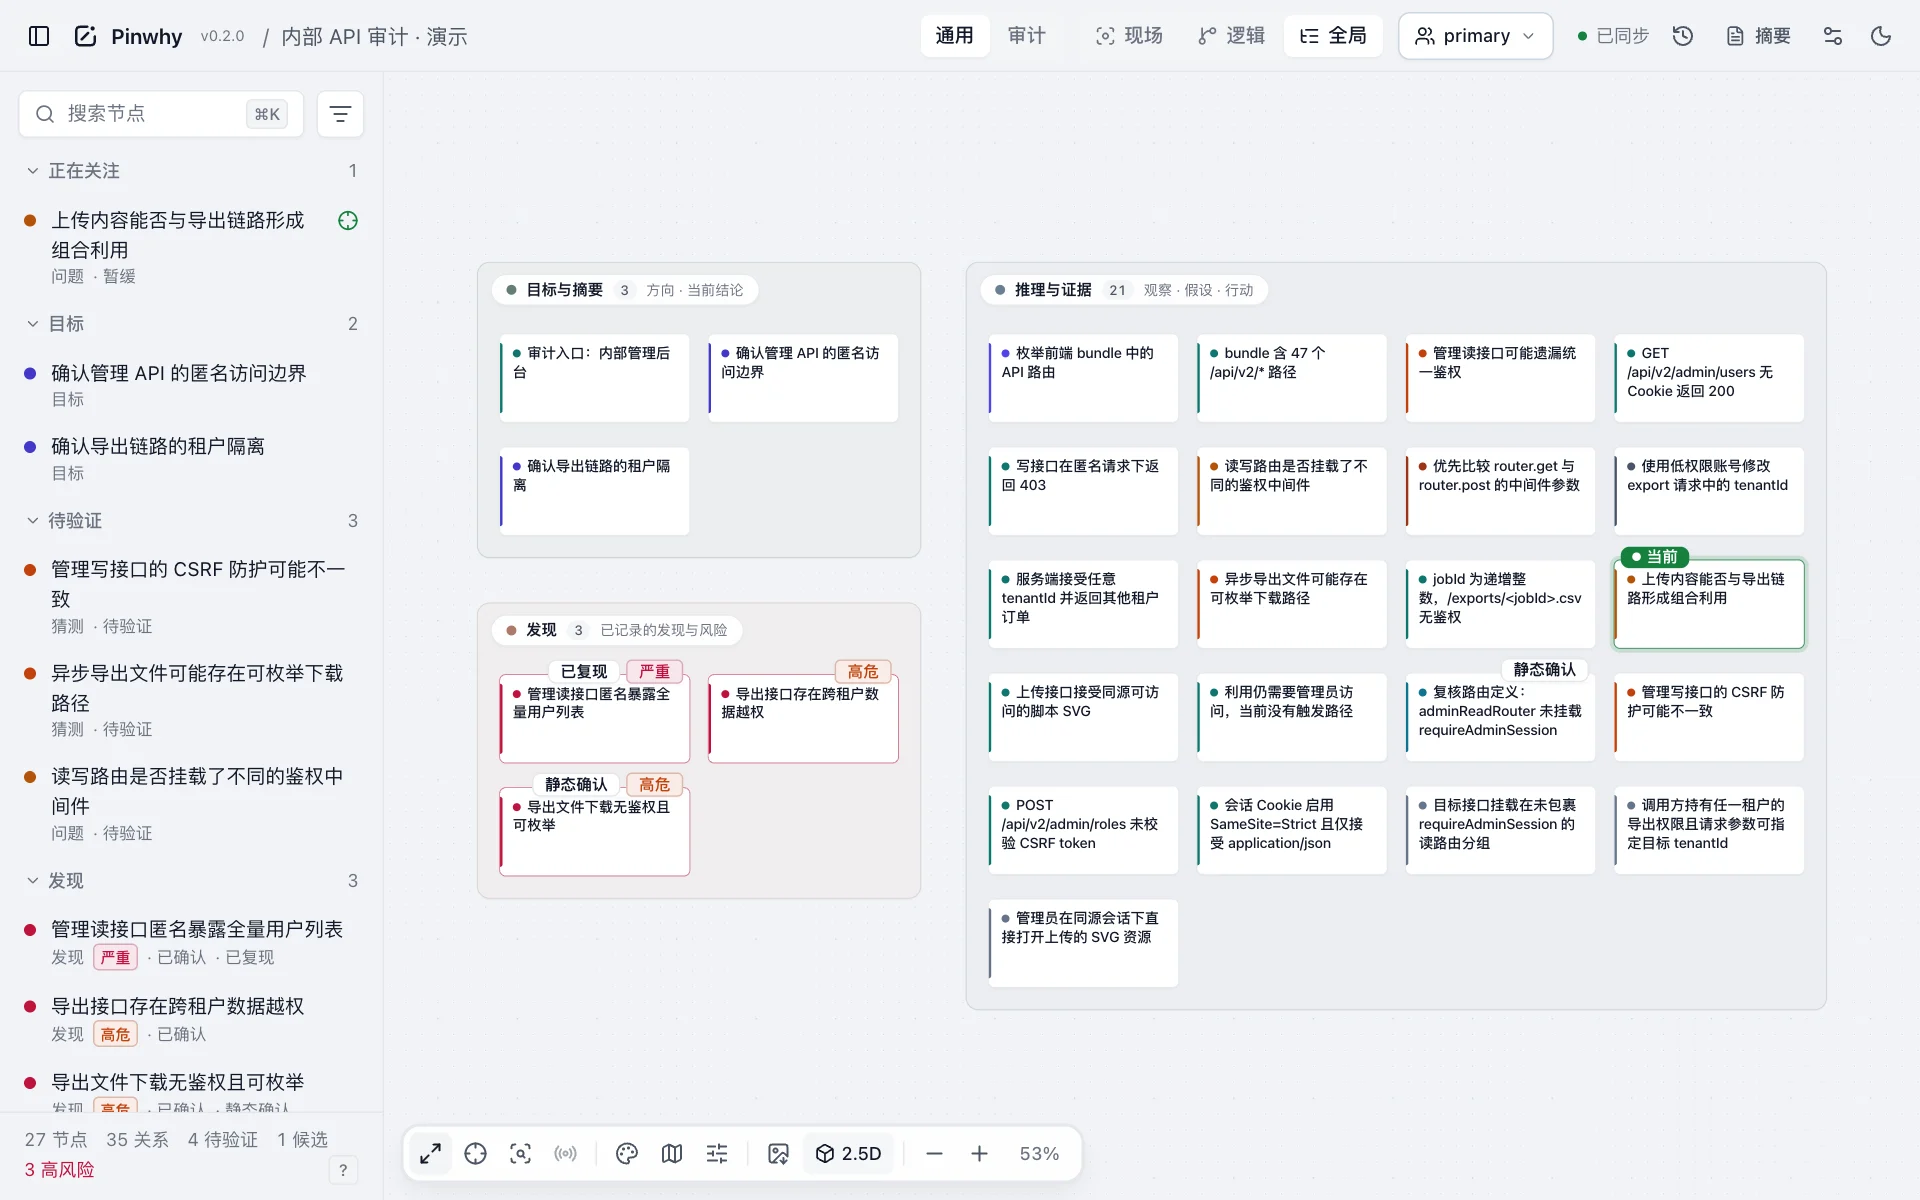 Pinwhy v0.2.0 / 内部 API 审计 · 演示
通用 审计 现场 逻辑 全局 primary 已同步 摘要
搜索节点 ⌘K
正在关注 1
上传内容能否与导出链路形成
组合利用
问题 · 暂缓
目标 2
确认管理 API 的匿名访问边界
目标
确认导出链路的租户隔离
目标
待验证 3
管理写接口的 CSRF 防护可能不一
致
猜测 · 待验证
异步导出文件可能存在可枚举下载
路径
猜测 · 待验证
读写路由是否挂载了不同的鉴权中
间件
问题 · 待验证
发现 3
管理读接口匿名暴露全量用户列表
发现 严重 · 已确认 · 已复现
导出接口存在跨租户数据越权
发现 高危 · 已确认
导出文件下载无鉴权且可枚举
发现 高危 · 已确认 · 静态确认
27 节点 35 关系 4 待验证 1 候选
3 高风险 ?
目标与摘要 3 方向 · 当前结论
审计入口：内部管理后
台
确认管理 API 的匿名访
问边界
确认导出链路的租户隔
离
发现 3 已记录的发现与风险
已复现 严重
管理读接口匿名暴露全
量用户列表
高危
导出接口存在跨租户数
据越权
静态确认 高危
导出文件下载无鉴权且
可枚举
推理与证据 21 观察 · 假设 · 行动
枚举前端 bundle 中的
API 路由
bundle 含 47 个
/api/v2/* 路径
管理读接口可能遗漏统
一鉴权
GET
/api/v2/admin/users 无
Cookie 返回 200
写接口在匿名请求下返
回 403
读写路由是否挂载了不
同的鉴权中间件
优先比较 router.get 与
router.post 的中间件参数
使用低权限账号修改
export 请求中的 tenantId
服务端接受任意
tenantId 并返回其他租户
订单
异步导出文件可能存在
可枚举下载路径
jobId 为递增整
数，/exports/<jobId>.csv
无鉴权
当前
上传内容能否与导出链
路形成组合利用
上传接口接受同源可访
问的脚本 SVG
利用仍需要管理员访
问，当前没有触发路径
静态确认
复核路由定义：
adminReadRouter 未挂载
requireAdminSession
管理写接口的 CSRF 防
护可能不一致
POST
/api/v2/admin/roles 未校
验 CSRF token
会话 Cookie 启用
SameSite=Strict 且仅接
受 application/json
目标接口挂载在未包裹
requireAdminSession 的
读路由分组
调用方持有任一租户的
导出权限且请求参数可指
定目标 tenantId
管理员在同源会话下直
接打开上传的 SVG 资源
2.5D 53%